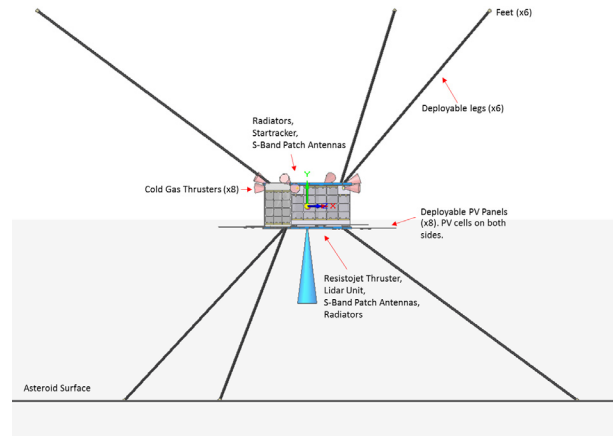 Feet (x6)
Deployable legs (x6)
Radiators,
Startracker,
S-Band Patch Antennas
Y
X
Cold Gas Thrusters (x8)
Deployable PV Panels
(x8). PV cells on both
sides.
Resistojet Thruster,
Lidar Unit,
S-Band Patch Antennas,
Radiators
Asteroid Surface